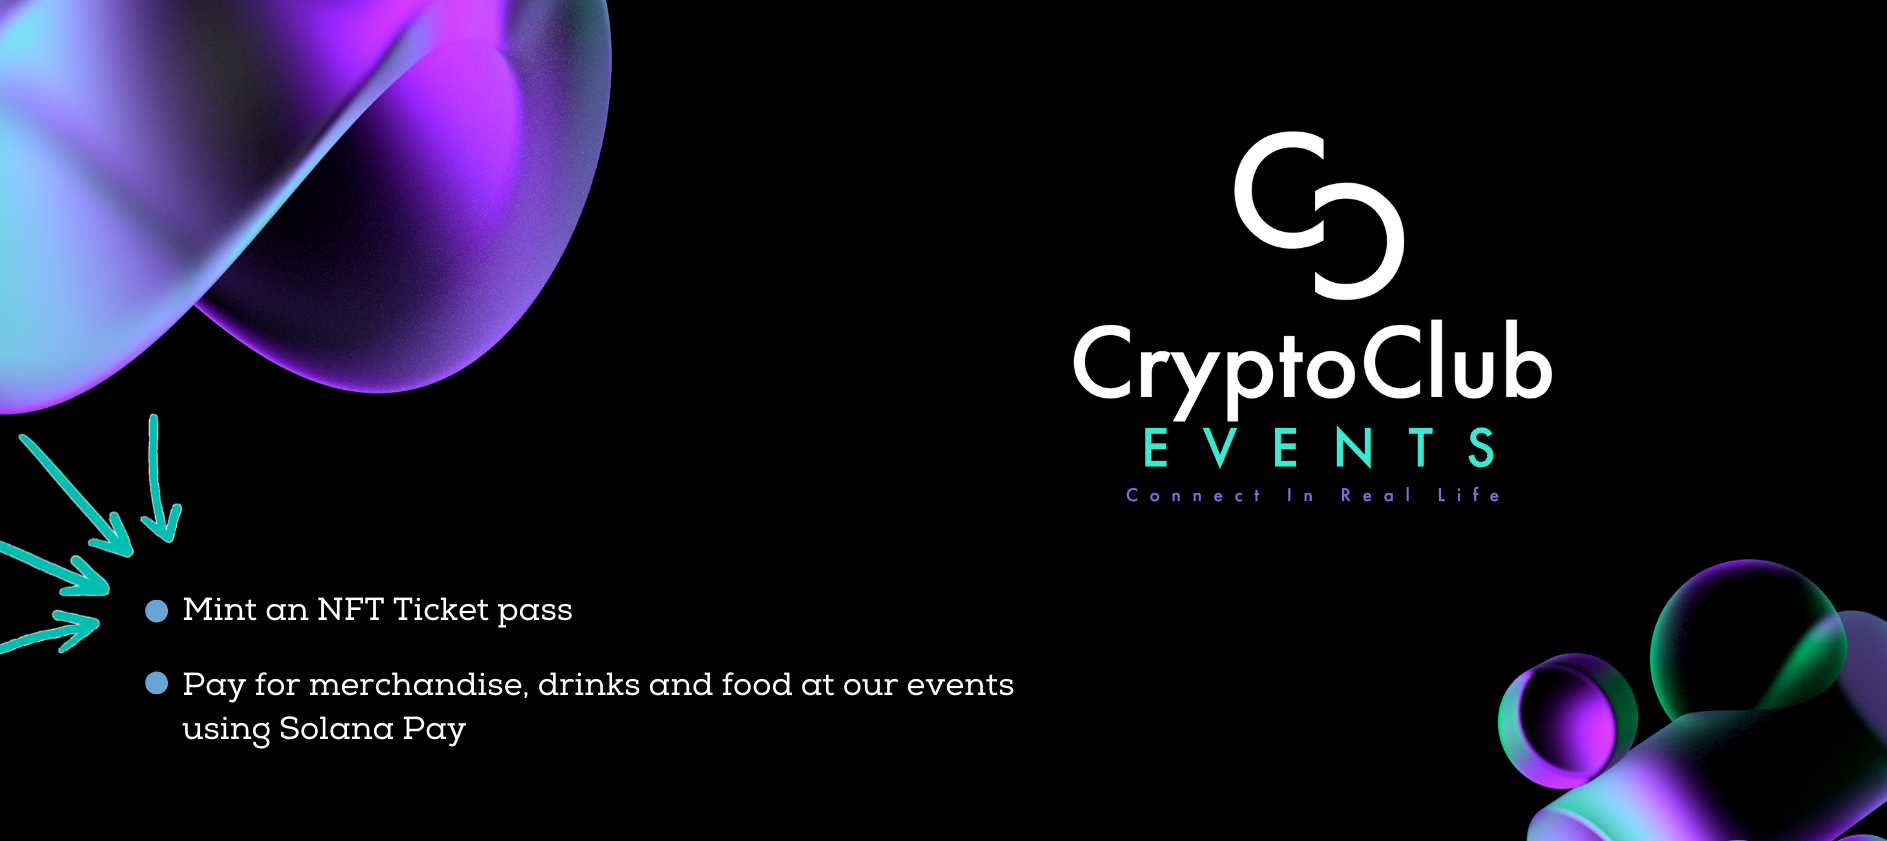 CryptoClub
EVENTS
Connect In Real Life
Mint an NFT Ticket pass
Pay for merchandise, drinks and food at our events
using Solana Pay